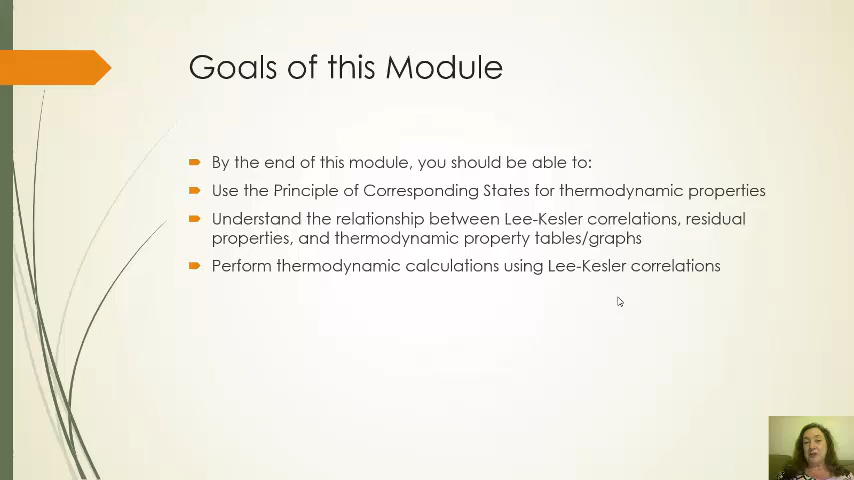 Goals of this Module
By the end of this module, you should be able to:
Use the Principle of Corresponding States for thermodynamic properties
Understand the relationship between Lee-Kesler correlations, residual
properties, and thermodynamic property tables/graphs
Perform thermodynamic calculations using Lee-Kesler correlations